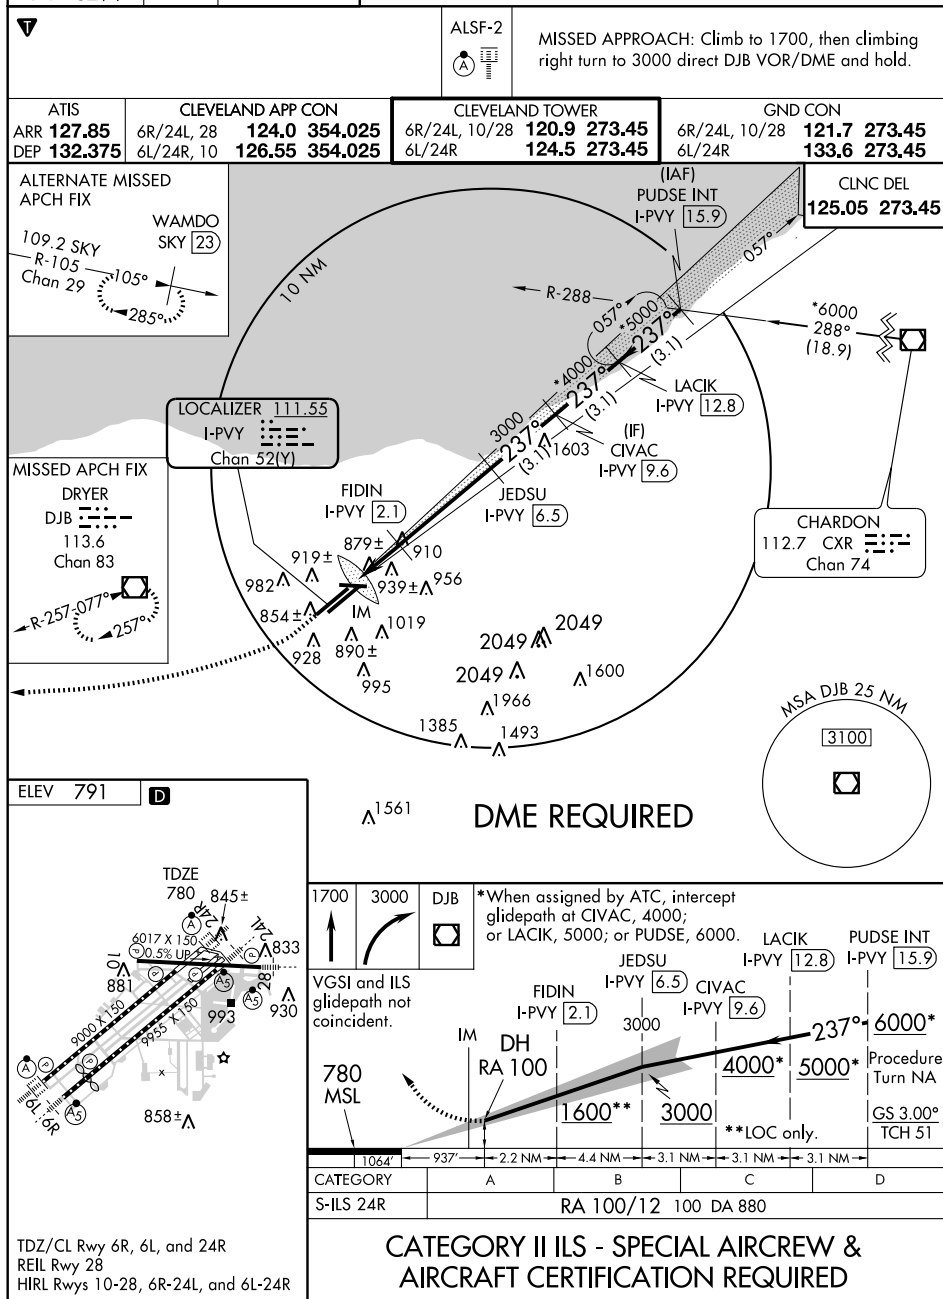 T
ALSF-2
A
MISSED APPROACH: Climb to 1700, then climbing
right turn to 3000 direct DJB VOR/DME and hold.
ATIS
ARR 127.85
DEP 132.375
CLEVELAND APP CON
6R/24L, 28 124.0 354.025
6L/24R, 10 126.55 354.025
CLEVELAND TOWER
6R/24L, 10/28 120.9 273.45
6L/24R 124.5 273.45
GND CON
6R/24L, 10/28 121.7 273.45
6L/24R 133.6 273.45
CLNC DEL
125.05 273.45
ALTERNATE MISSED
APCH FIX
WAMDO
SKY 23
109.2 SKY
R-105
Chan 29
105°
285°
10 NM
(IAF)
PUDSE INT
I-PVY 15.9
057°
R-288
057°
*5000
237°
(3.1)
*6000
288°
(18.9)
*4000
237°
(3.1)
LACIK
I-PVY 12.8
3000
237°
(3.1)
1603
(IF)
CIVAC
I-PVY 9.6
LOCALIZER 111.55
I-PVY
Chan 52(Y)
JEDSU
I-PVY 6.5
FIDIN
I-PVY 2.1
MISSED APCH FIX
DRYER
DJB
113.6
Chan 83
R-257-077°
257°
CHARDON
112.7 CXR
Chan 74
919±
879±
910
982
939±
956
854±
IM
1019
928
890±
995
2049
2049
2049
1600
1966
1385
1493
1561
MSA DJB 25 NM
3100
DME REQUIRED
ELEV 791
D
TDZE
780
845±
A
24R
24L
6017 X 150
0.5% UP
P
833
10
881
P
P
28
A5
A5
993
930
9000 X 150
9955 X 150
A
P
P
6L
6R
A5
x
858±
TDZ/CL Rwy 6R, 6L, and 24R
REIL Rwy 28
HIRL Rwys 10-28, 6R-24L, and 6L-24R
1700
3000
DJB
*When assigned by ATC, intercept
glidepath at CIVAC, 4000;
or LACIK, 5000; or PUDSE, 6000.
VGSI and ILS
glidepath not
coincident.
FIDIN
I-PVY 2.1
JEDSU
I-PVY 6.5
CIVAC
I-PVY 9.6
LACIK
I-PVY 12.8
PUDSE INT
I-PVY 15.9
IM
DH
RA 100
3000
237°
6000*
780
MSL
4000*
5000*
Procedure
Turn NA
1600**
3000
**LOC only.
GS 3.00°
TCH 51
1064'
937'
2.2 NM
4.4 NM
3.1 NM
3.1 NM
3.1 NM
CATEGORY A B C D
S-ILS 24R RA 100/12 100 DA 880
CATEGORY II ILS - SPECIAL AIRCREW &
AIRCRAFT CERTIFICATION REQUIRED